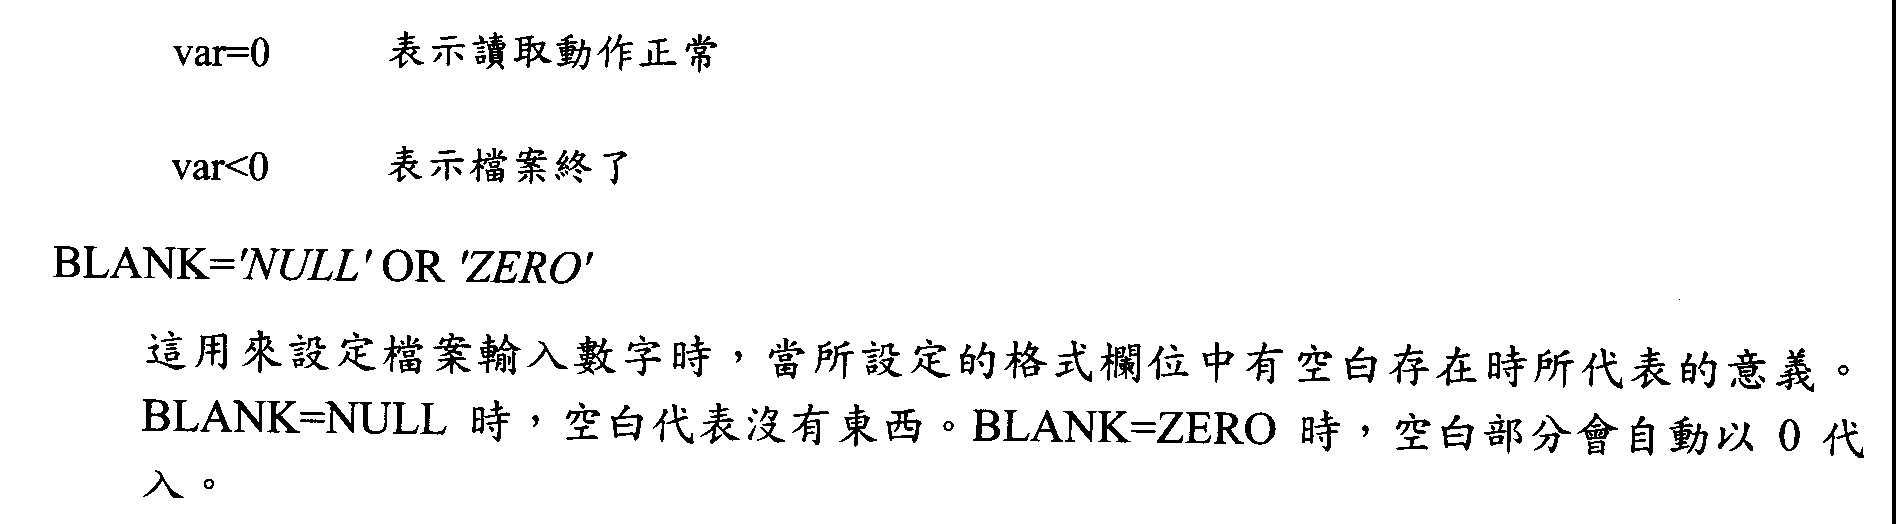 var=0 表示讀取動作正常
var<0 表示檔案終了
BLANK='NULL' OR 'ZERO'
這用來設定檔案輸入數字時，當所設定的格式欄位中有空白存在時所代表的意義。
BLANK=NULL 時，空白代表沒有東西。BLANK=ZERO 時，空白部分會自動以 0 代
入。